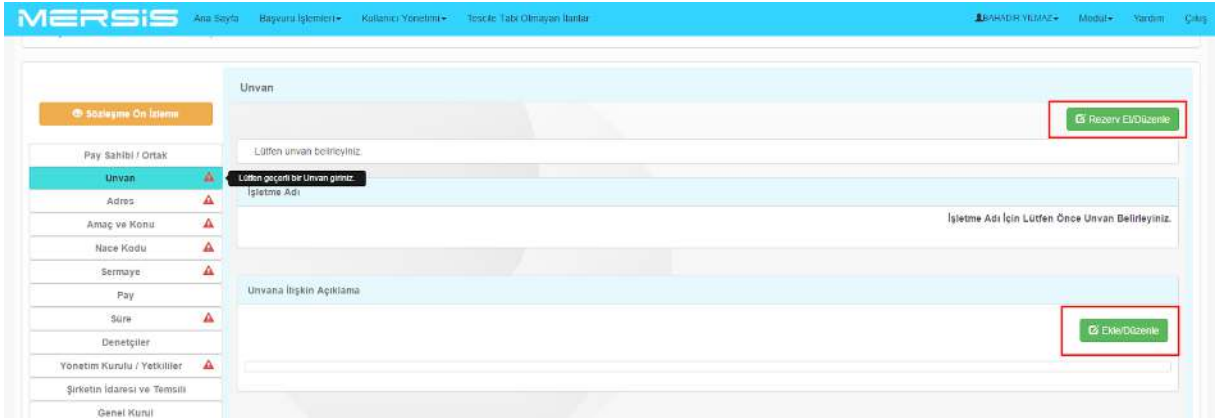 MERSiS Ana Sayfa Başvuru İşlemleri Kullanıcı Yönetimi Tescile Tabi Olmayan İlanlar BAHADIR YILMAZ Modül Yardım Çıkış
Unvan
Sözleşme Ön İzleme
Rezerv Et/Düzenle
Pay Sahibi / Ortak
Lütfen unvan belirleyiniz.
Unvan
Lütfen geçerli bir Unvan giriniz.
İşletme Adı
Adres
Amaç ve Konu
İşletme Adı İçin Lütfen Önce Unvan Belirleyiniz.
Nace Kodu
Sermaye
Pay
Unvana İlişkin Açıklama
Süre
Ekle/Düzenle
Denetçiler
Yönetim Kurulu / Yetkililer
Şirketin İdaresi ve Temsili
Genel Kurul